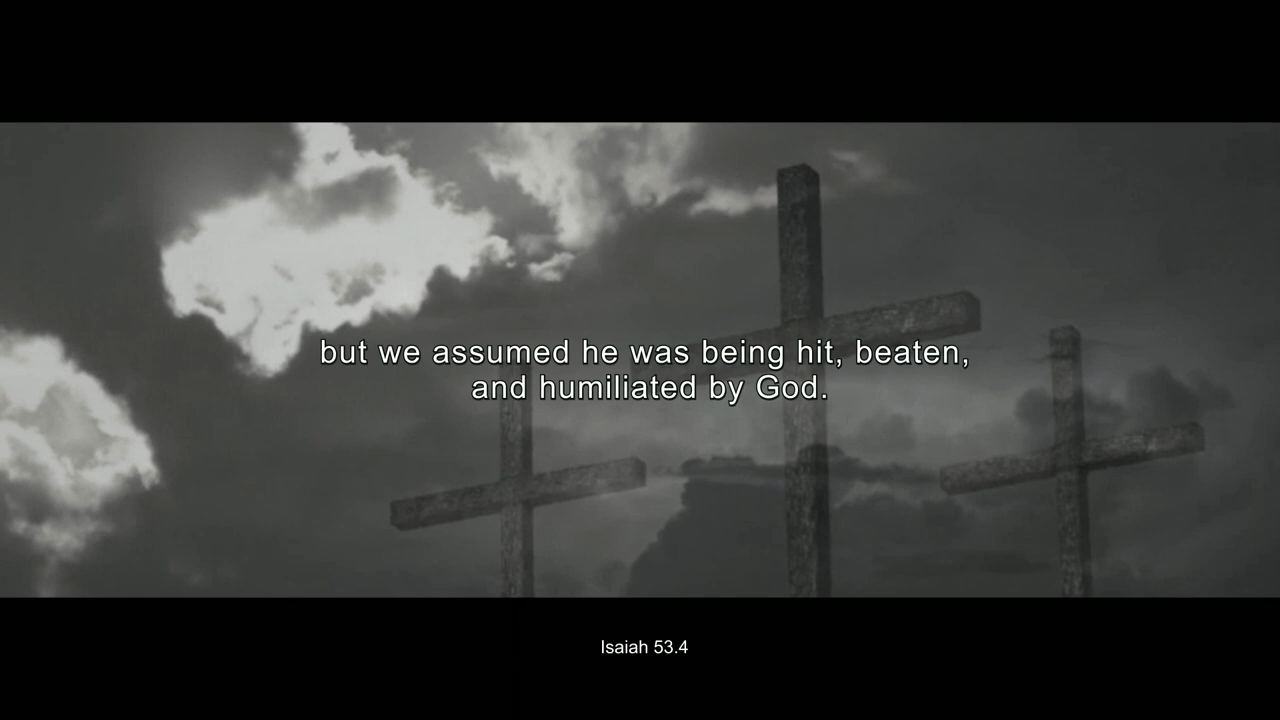 but we assumed he was being hit, beaten,
and humiliated by God.
Isaiah 53.4